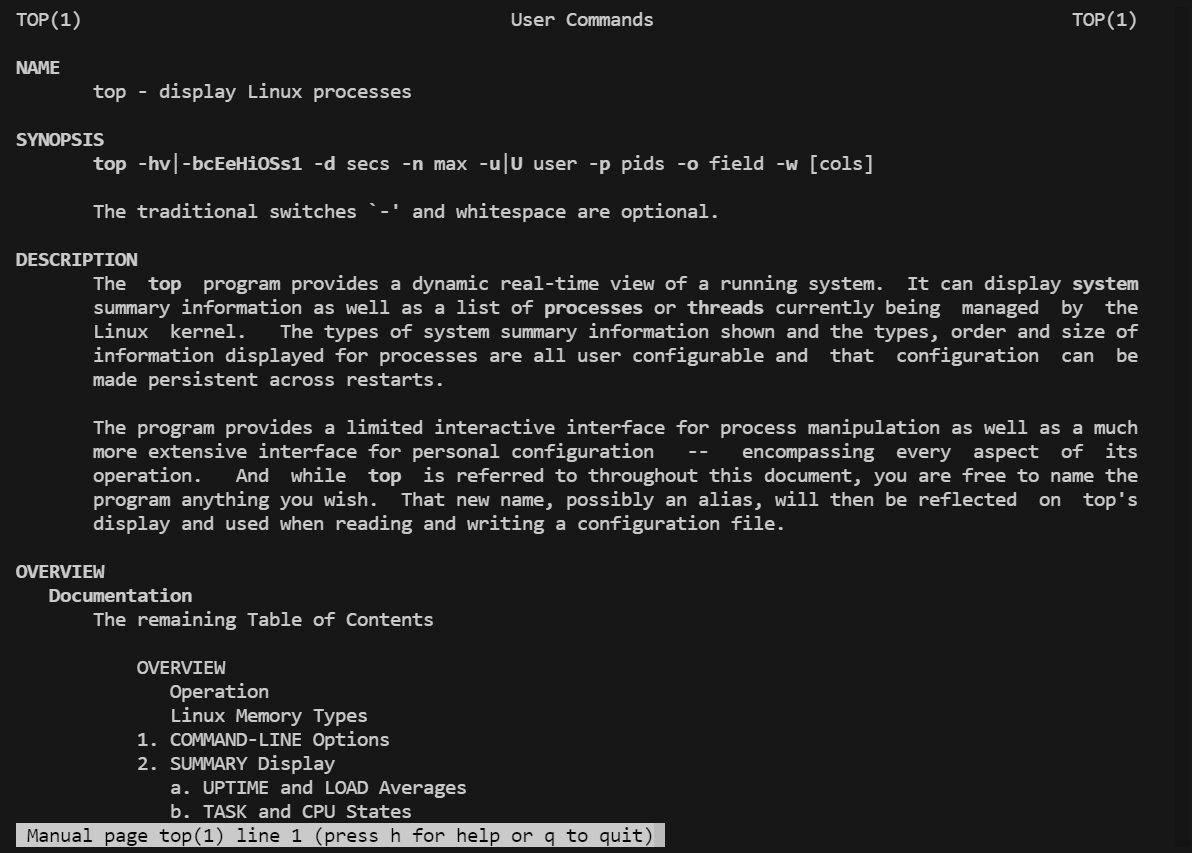 TOP(1) User Commands TOP(1)
NAME
top - display Linux processes
SYNOPSIS
top -hv|-bcEeHiOSs1 -d secs -n max -u|U user -p pids -o field -w [cols]
The traditional switches `-' and whitespace are optional.
DESCRIPTION
The top program provides a dynamic real-time view of a running system. It can display system
summary information as well as a list of processes or threads currently being managed by the
Linux kernel. The types of system summary information shown and the types, order and size of
information displayed for processes are all user configurable and that configuration can be
made persistent across restarts.
The program provides a limited interactive interface for process manipulation as well as a much
more extensive interface for personal configuration -- encompassing every aspect of its
operation. And while top is referred to throughout this document, you are free to name the
program anything you wish. That new name, possibly an alias, will then be reflected on top's
display and used when reading and writing a configuration file.
OVERVIEW
Documentation
The remaining Table of Contents
OVERVIEW
Operation
Linux Memory Types
1. COMMAND-LINE Options
2. SUMMARY Display
a. UPTIME and LOAD Averages
b. TASK and CPU States
Manual page top(1) line 1 (press h for help or q to quit)